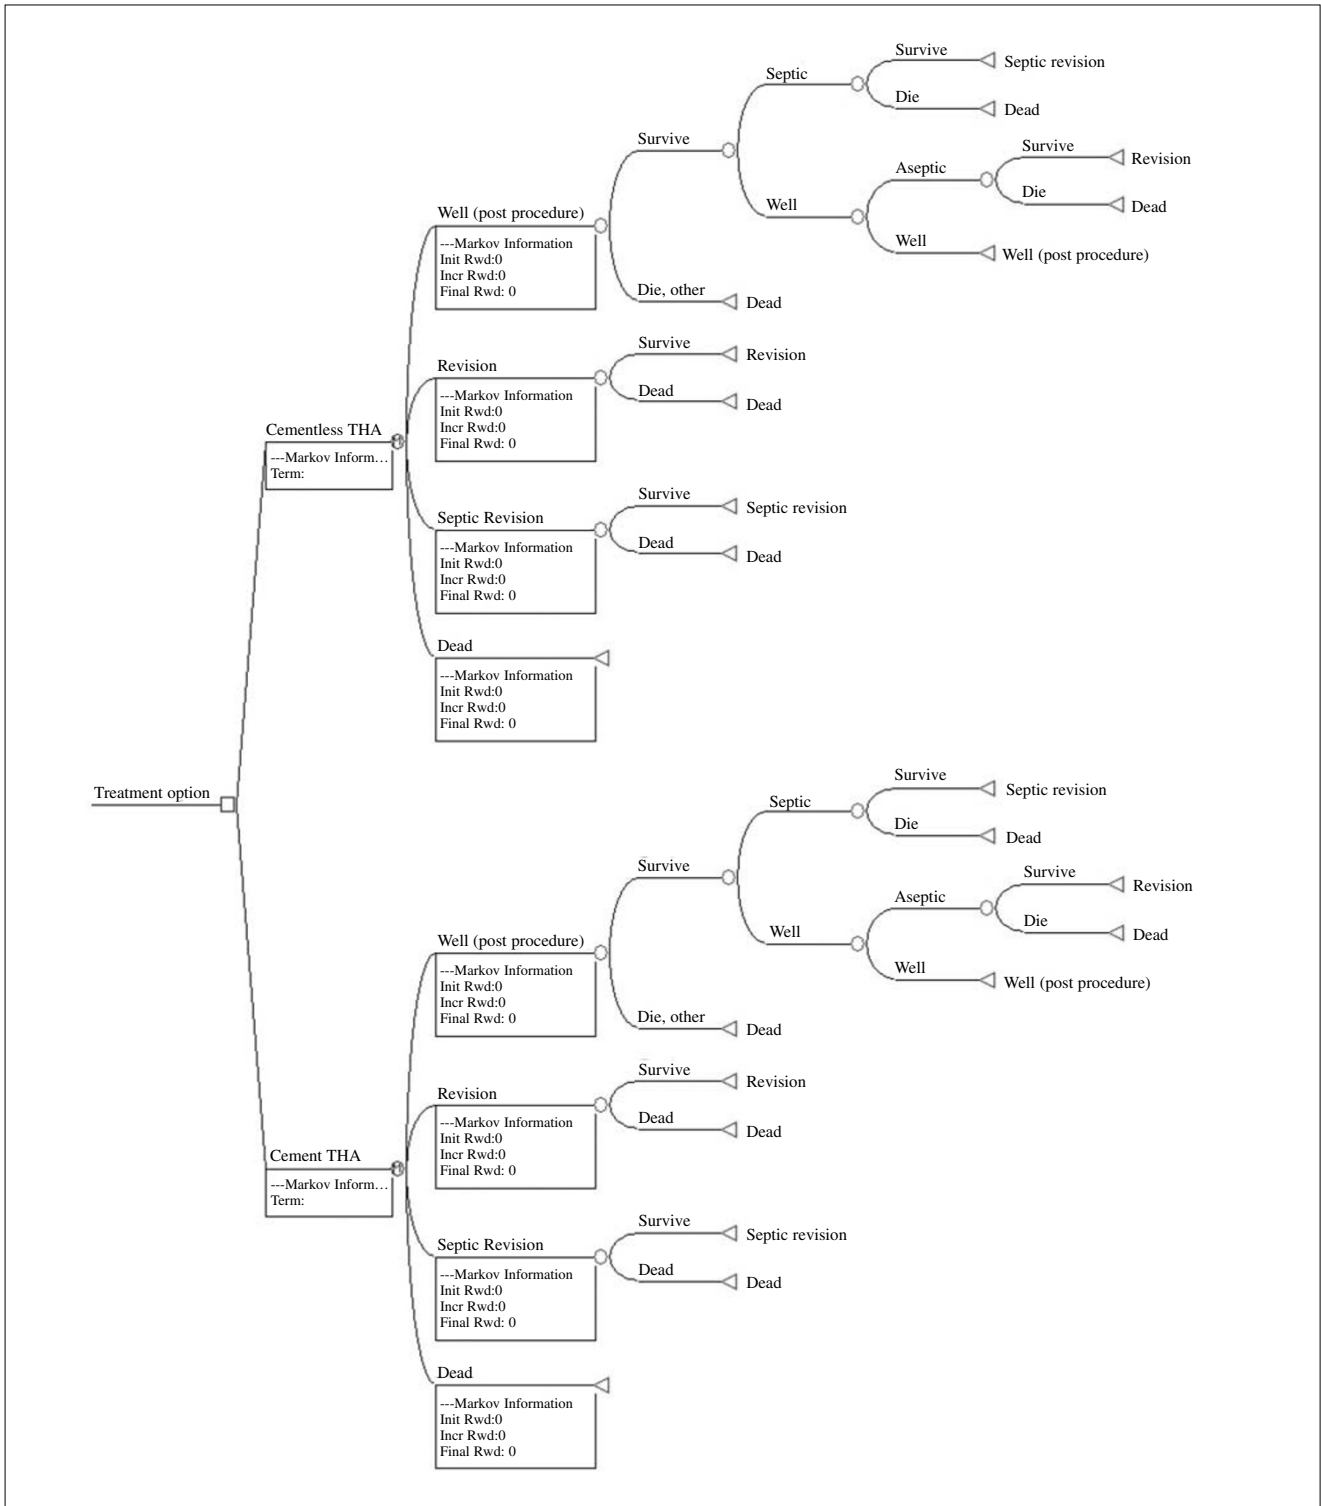 Survive
Septic revision
Septic
Die
Dead
Survive
Survive
Revision
Aseptic
Die
Dead
Well
Well
Well (post procedure)
Well (post procedure)
---Markov Information
Init Rwd:0
Incr Rwd:0
Final Rwd: 0
Die, other
Dead
Survive
Revision
Revision
---Markov Information
Init Rwd:0
Incr Rwd:0
Final Rwd: 0
Dead
Dead
Cementless THA
---Markov Inform...
Term:
Survive
Septic revision
Septic Revision
---Markov Information
Init Rwd:0
Incr Rwd:0
Final Rwd: 0
Dead
Dead
Dead
---Markov Information
Init Rwd:0
Incr Rwd:0
Final Rwd: 0
Treatment option
Survive
Septic revision
Septic
Die
Dead
Survive
Survive
Revision
Aseptic
Die
Dead
Well
Well
Well (post procedure)
Well (post procedure)
---Markov Information
Init Rwd:0
Incr Rwd:0
Final Rwd: 0
Die, other
Dead
Survive
Revision
Revision
---Markov Information
Init Rwd:0
Incr Rwd:0
Final Rwd: 0
Dead
Dead
Cement THA
---Markov Inform...
Term:
Survive
Septic revision
Septic Revision
---Markov Information
Init Rwd:0
Incr Rwd:0
Final Rwd: 0
Dead
Dead
Dead
---Markov Information
Init Rwd:0
Incr Rwd:0
Final Rwd: 0